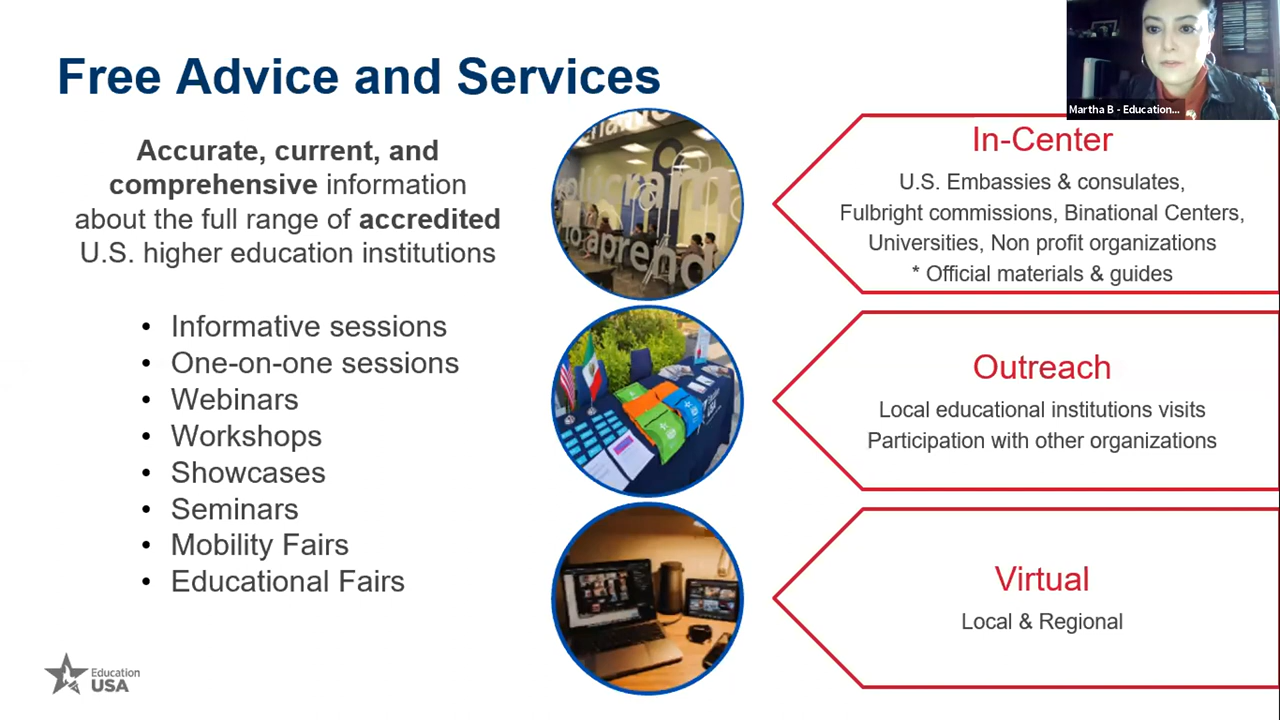 Free Advice and Services
Martha B - Education...
Accurate, current, and
comprehensive information
about the full range of accredited
U.S. higher education institutions
• Informative sessions
• One-on-one sessions
• Webinars
• Workshops
• Showcases
• Seminars
• Mobility Fairs
• Educational Fairs
In-Center
U.S. Embassies & consulates,
Fulbright commissions, Binational Centers,
Universities, Non profit organizations
* Official materials & guides
Outreach
Local educational institutions visits
Participation with other organizations
Virtual
Local & Regional
Education
USA